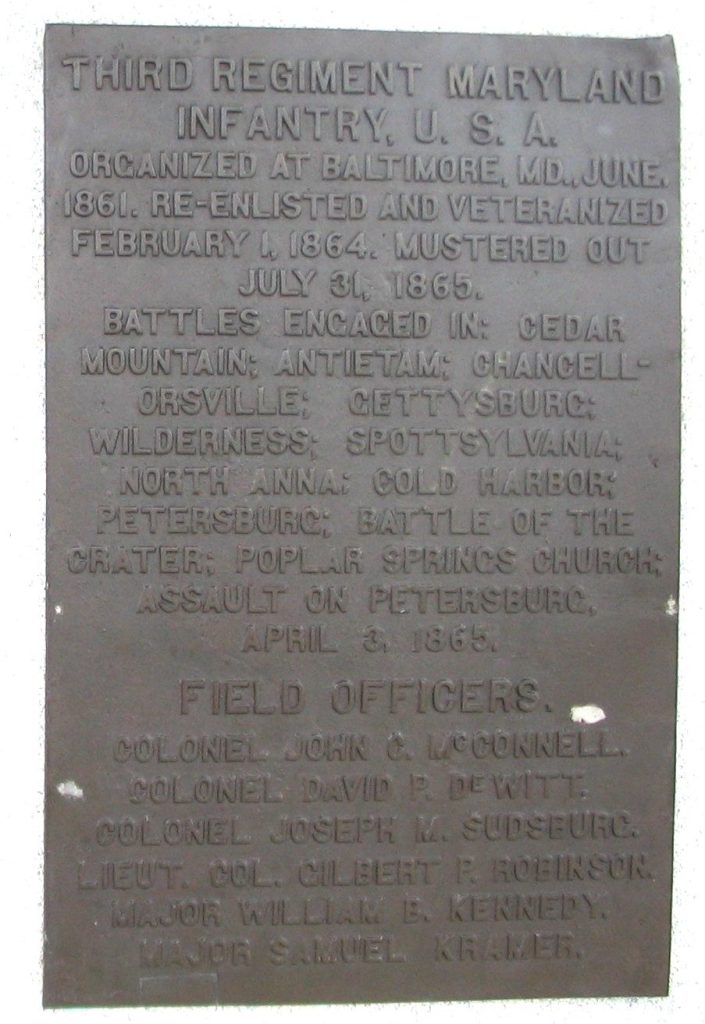 THIRD REGIMENT MARYLAND
INFANTRY, U. S. A.
ORGANIZED AT BALTIMORE, MD., JUNE,
1861. RE-ENLISTED AND VETERANIZED
FEBRUARY 1, 1864. MUSTERED OUT
JULY 31, 1865.
BATTLES ENGAGED IN: CEDAR
MOUNTAIN; ANTIETAM; CHANCELL-
ORSVILLE; GETTYSBURG;
WILDERNESS; SPOTTSYLVANIA;
NORTH ANNA; COLD HARBOR;
PETERSBURG; BATTLE OF THE
CRATER; POPLAR SPRINGS CHURCH;
ASSAULT ON PETERSBURG,
APRIL 3, 1865.
FIELD OFFICERS.
COLONEL JOHN C. McCONNELL.
COLONEL DAVID P. DEWITT.
COLONEL JOSEPH M. SUDSBURG.
LIEUT. COL. GILBERT P. ROBINSON.
MAJOR WILLIAM B. KENNEDY.
MAJOR SAMUEL KRAMER.